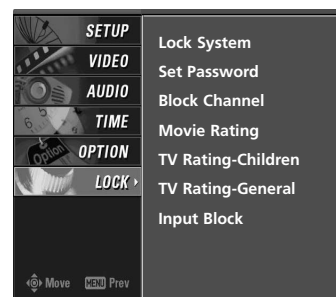 SETUP
VIDEO
AUDIO
TIME
OPTION
LOCK
Lock System
Set Password
Block Channel
Movie Rating
TV Rating-Children
TV Rating-General
Input Block
Move MENU Prev